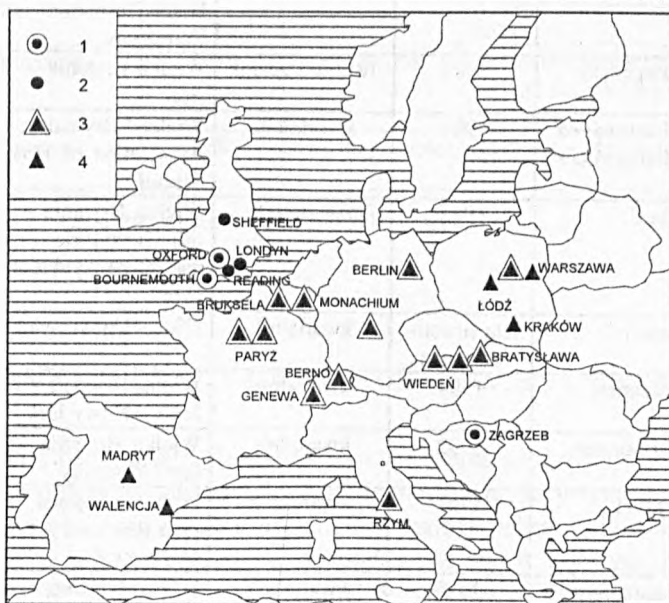 1
2
3
4
SHEFFIELD
OXFORD
LONDYN
BOURNEMOUTH
READING
BERLIN
WARSZAWA
BRUKSELA
MONACHIUM
ŁÓDŹ
KRAKÓW
PARYŻ
BRATYSŁAWA
BERNO
WIEDEŃ
GENEWA
ZAGRZEB
MADRYT
WALENCJA
RZYM